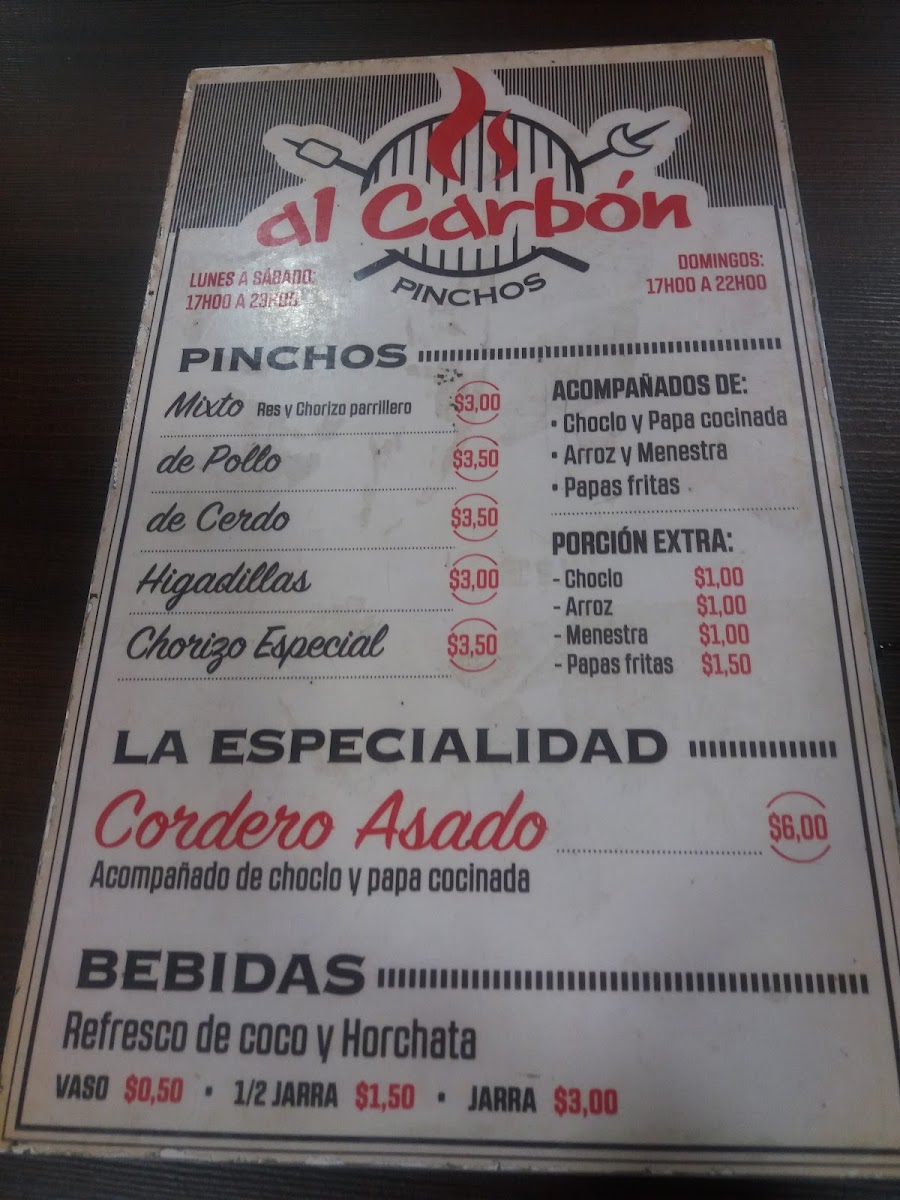 al Carbón
PINCHOS
LUNES A SÁBADO:
17H00 A 23H00
DOMINGOS:
17H00 A 22H00
PINCHOS
Mixto Res y Chorizo parrillero $3,00
de Pollo $3,50
de Cerdo $3,50
Higadillas $3,00
Chorizo Especial $3,50
ACOMPAÑADOS DE:
• Choclo y Papa cocinada
• Arroz y Menestra
• Papas fritas
PORCIÓN EXTRA:
- Choclo $1,00
- Arroz $1,00
- Menestra $1,00
- Papas fritas $1,50
LA ESPECIALIDAD
Cordero Asado $6,00
Acompañado de choclo y papa cocinada
BEBIDAS
Refresco de coco y Horchata
VASO $0,50 • 1/2 JARRA $1,50 • JARRA $3,00